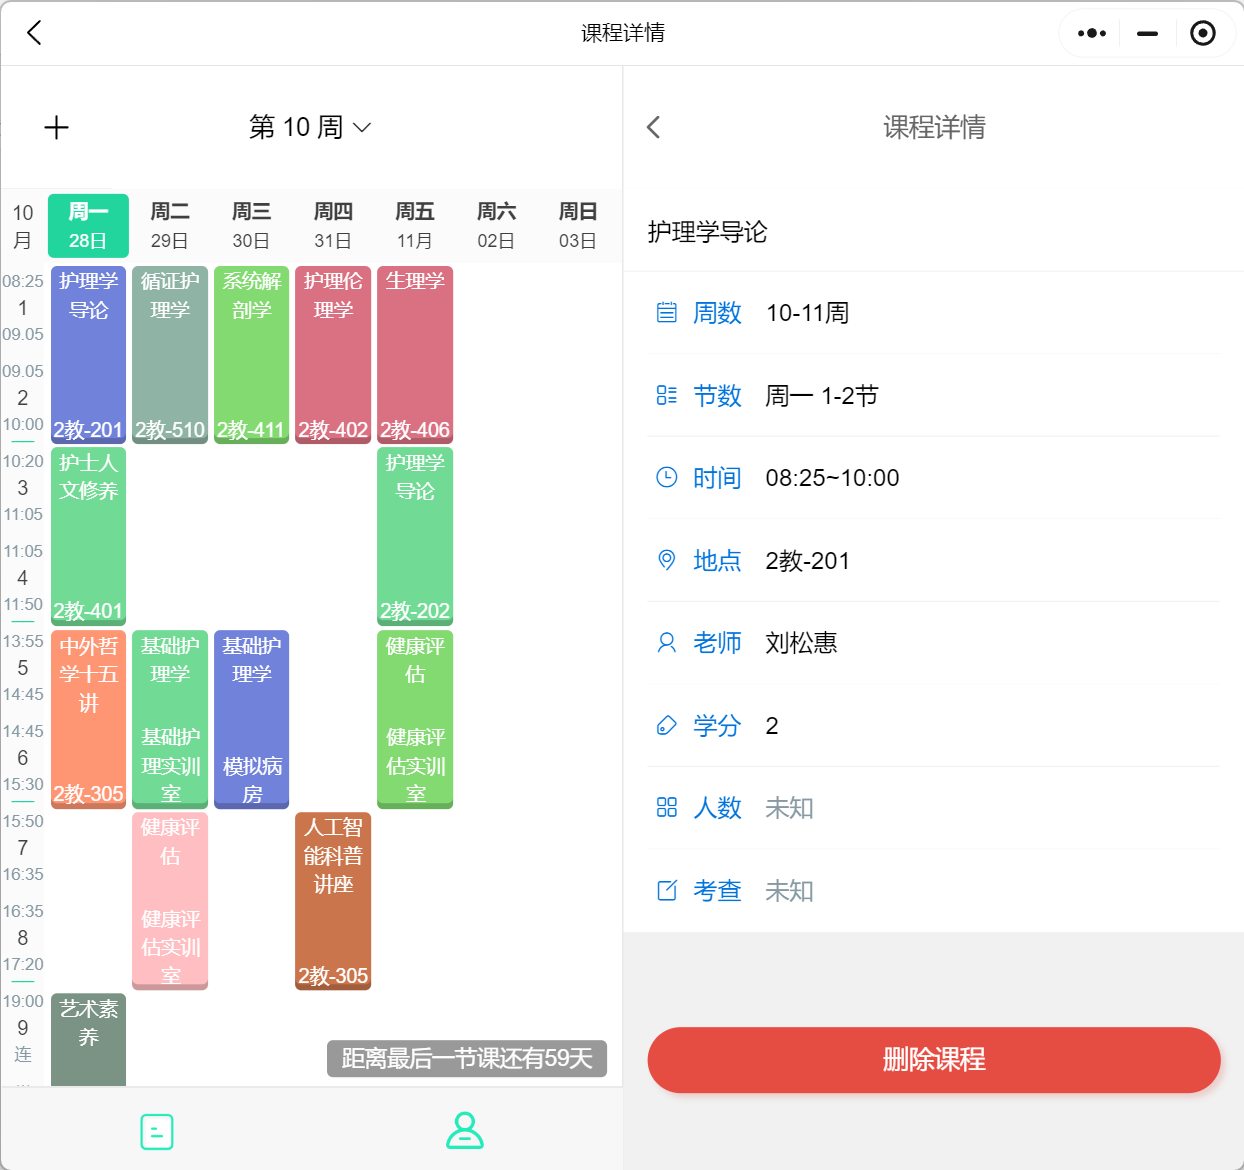 课程详情
第 10 周
10
月
周一
28日
周二
29日
周三
30日
周四
31日
周五
11月
周六
02日
周日
03日
08:25
1
09.05
09.05
2
10:00
10:20
3
11:05
11:05
4
11:50
13:55
5
14:45
14:45
6
15:30
15:50
7
16:35
16:35
8
17:20
19:00
9
连
护理学
导论
2教-201
循证护
理学
2教-510
系统解
剖学
2教-411
护理伦
理学
2教-402
生理学
2教-406
护士人
文修养
2教-401
护理学
导论
2教-202
中外哲
学十五
讲
2教-305
基础护
理学
基础护
理实训
室
基础护
理学
模拟病
房
健康评
估
健康评
估实训
室
健康评
估
健康评
估实训
室
人工智
能科普
讲座
2教-305
艺术素
养
距离最后一节课还有59天
课程详情
护理学导论
周数 10-11周
节数 周一 1-2节
时间 08:25~10:00
地点 2教-201
老师 刘松惠
学分 2
人数 未知
考查 未知
删除课程